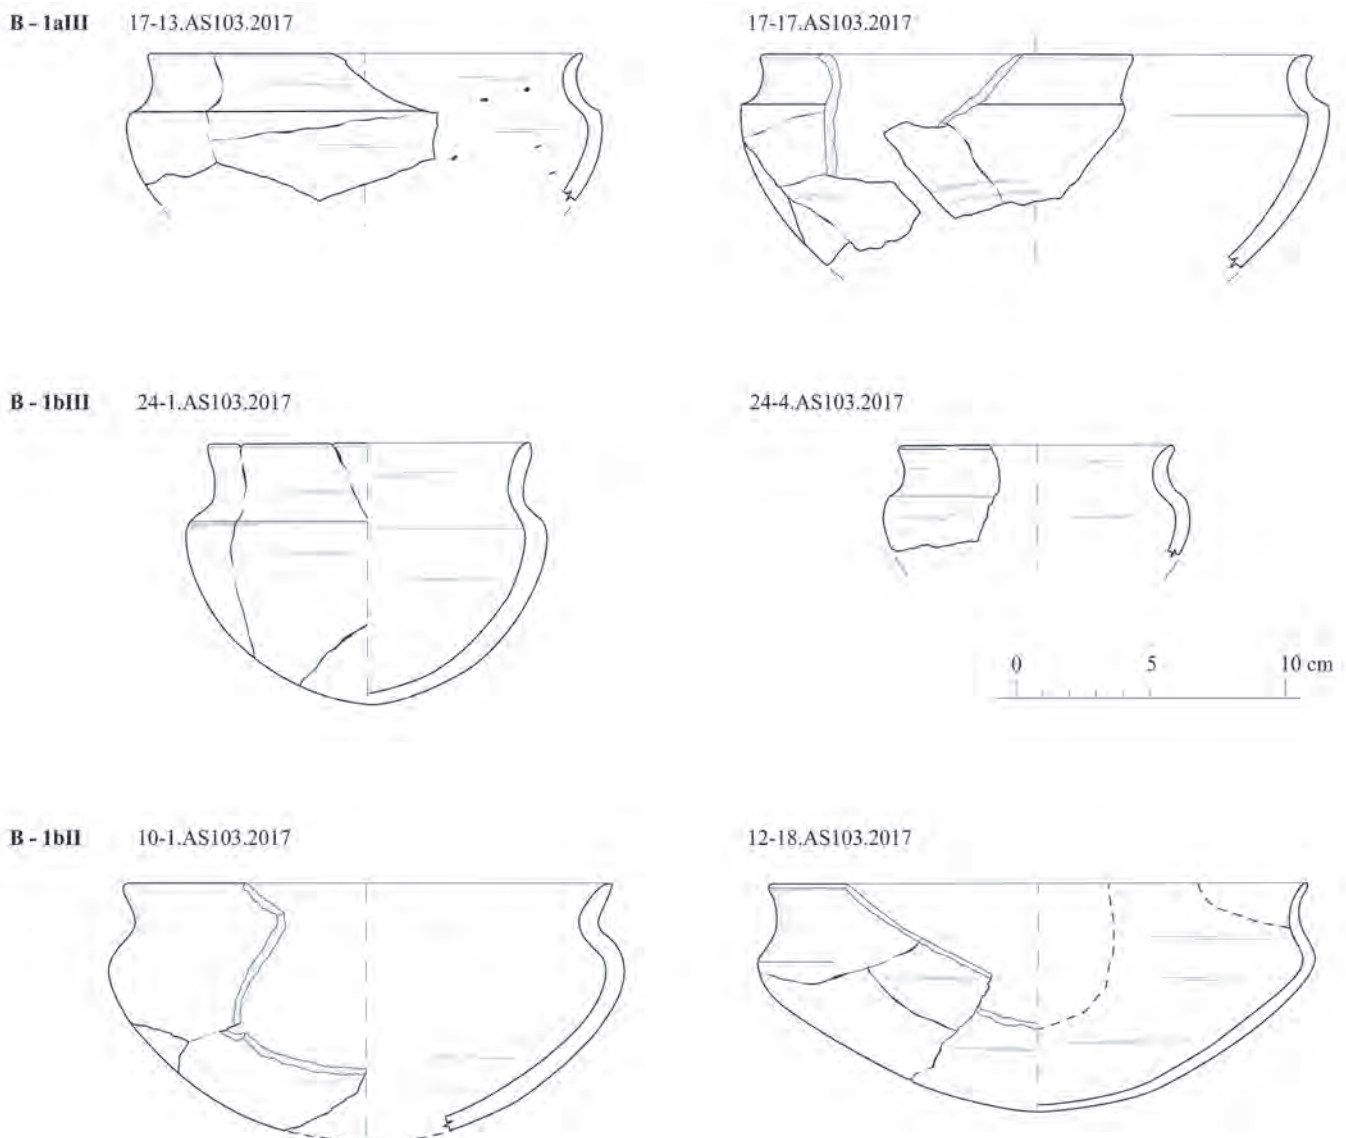 B - 1aIII 17-13.AS103.2017 17-17.AS103.2017
B - 1bIII 24-1.AS103.2017 24-4.AS103.2017
0 5 10 cm
B - 1bII 10-1.AS103.2017 12-18.AS103.2017